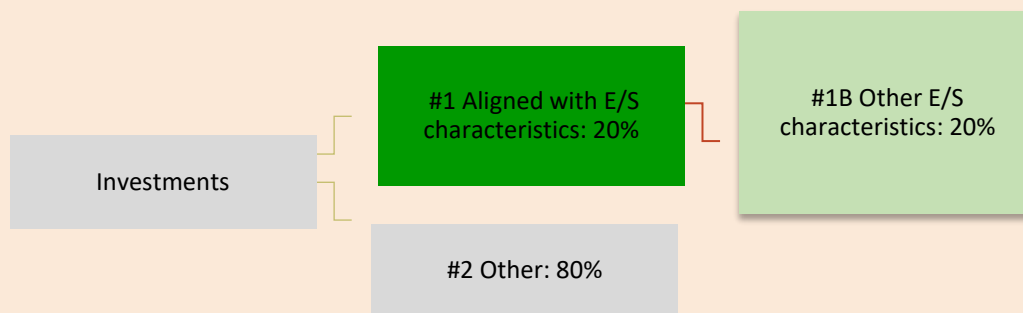 Investments
#1 Aligned with E/S
characteristics: 20%
#2 Other: 80%
#1B Other E/S
characteristics: 20%